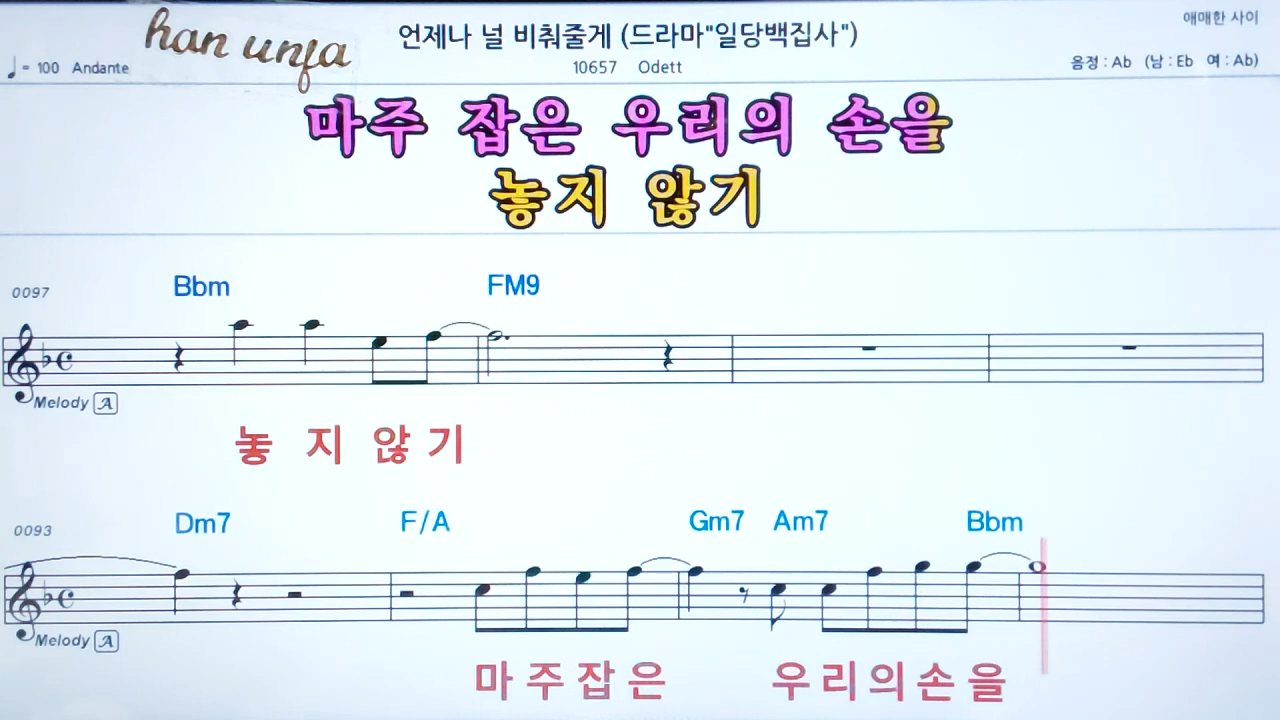 han unfa
언제나 널 비춰줄게 (드라마"일당백집사")
애매한 사이
♩= 100 Andante
10657 Odett
음정 : Ab (남 : Eb 여 : Ab)
마주 잡은 우리의 손을
놓지 않기
0097
Bbm FM9
Melody A
놓 지 않 기
0093
Dm7 F/A Gm7 Am7 Bbm
Melody A
마 주 잡 은 우 리 의 손 을